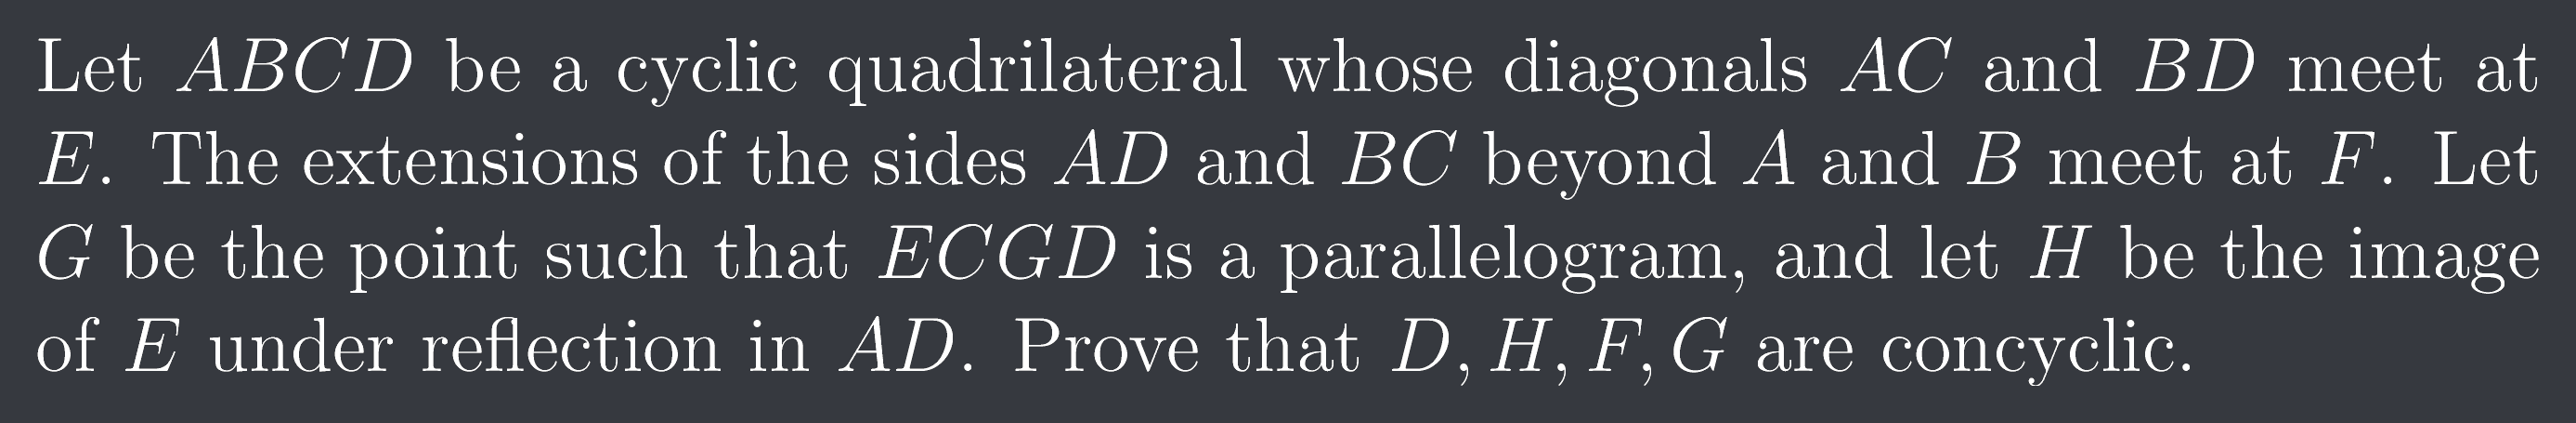 Let ABCD be a cyclic quadrilateral whose diagonals AC and BD meet at
E. The extensions of the sides AD and BC beyond A and B meet at F. Let
G be the point such that ECGD is a parallelogram, and let H be the image
of E under reflection in AD. Prove that D, H, F, G are concyclic.